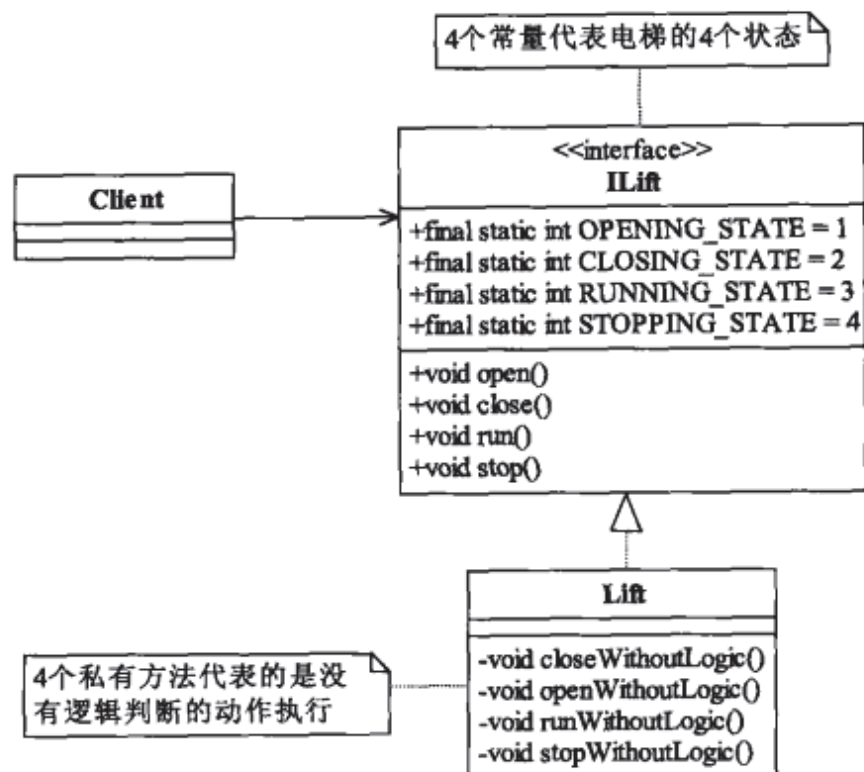 4个常量代表电梯的4个状态
<<interface>>
ILift
Client
+final static int OPENING_STATE = 1
+final static int CLOSING_STATE = 2
+final static int RUNNING_STATE = 3
+final static int STOPPING_STATE = 4
+void open()
+void close()
+void run()
+void stop()
Lift
4个私有方法代表的是没
有逻辑判断的动作执行
-void closeWithoutLogic()
-void openWithoutLogic()
-void runWithoutLogic()
-void stopWithoutLogic()